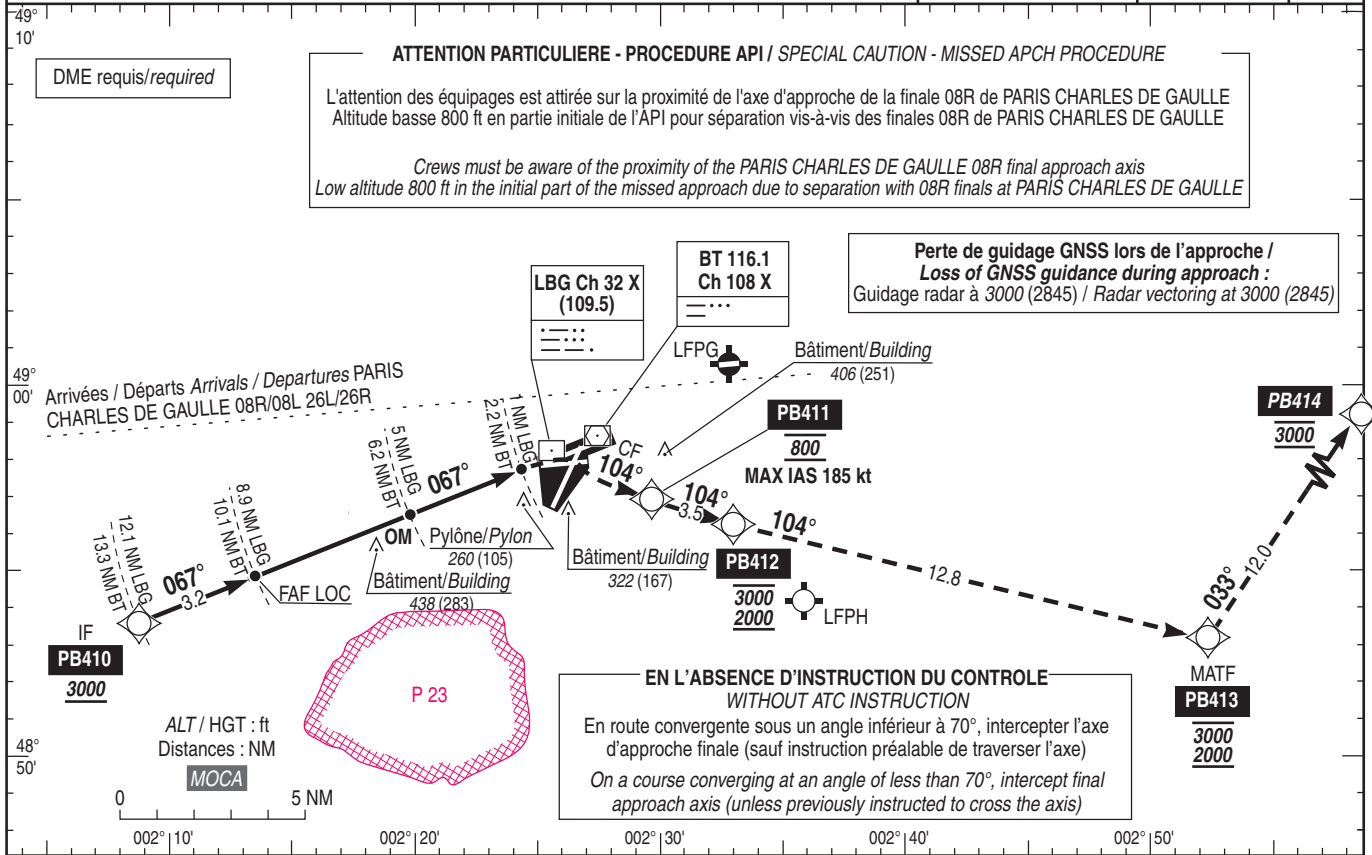 49°
10'
DME requis/required
ATTENTION PARTICULIERE - PROCEDURE API / SPECIAL CAUTION - MISSED APCH PROCEDURE
L'attention des équipages est attirée sur la proximité de l'axe d'approche de la finale 08R de PARIS CHARLES DE GAULLE
Altitude basse 800 ft en partie initiale de l'API pour séparation vis-à-vis des finales 08R de PARIS CHARLES DE GAULLE
Crews must be aware of the proximity of the PARIS CHARLES DE GAULLE 08R final approach axis
Low altitude 800 ft in the initial part of the missed approach due to separation with 08R finals at PARIS CHARLES DE GAULLE
Perte de guidage GNSS lors de l'approche /
Loss of GNSS guidance during approach :
Guidage radar à 3000 (2845) / Radar vectoring at 3000 (2845)
LBG Ch 32 X
(109.5)
BT 116.1
Ch 108 X
LFPG
Bâtiment/Building
406 (251)
49°
00'
Arrivées / Départs Arrivals / Departures PARIS
CHARLES DE GAULLE 08R/08L 26L/26R
PB411
800
MAX IAS 185 kt
PB414
3000
1 NM LBG
2.2 NM BT
CF
104°
5 NM LBG
6.2 NM BT
067°
104°
3.5
104°
8.9 NM LBG
10.1 NM BT
12.1 NM LBG
13.3 NM BT
067°
3.2
OM
Pylône/Pylon
260 (105)
Bâtiment/Building
322 (167)
Bâtiment/Building
438 (283)
FAF LOC
PB412
3000
2000
LFPH
12.8
033°
12.0
IF
PB410
3000
P 23
MATF
PB413
3000
2000
EN L'ABSENCE D'INSTRUCTION DU CONTROLE
WITHOUT ATC INSTRUCTION
En route convergente sous un angle inférieur à 70°, intercepter l'axe
d'approche finale (sauf instruction préalable de traverser l'axe)
On a course converging at an angle of less than 70°, intercept final
approach axis (unless previously instructed to cross the axis)
ALT / HGT : ft
Distances : NM
MOCA
48°
50'
0 5 NM
002° 10' 002° 20' 002° 30' 002° 40' 002° 50'